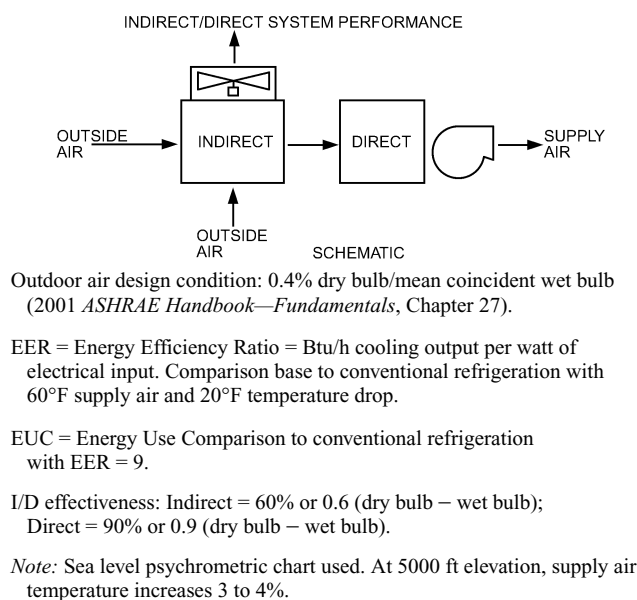 INDIRECT/DIRECT SYSTEM PERFORMANCE
OUTSIDE
AIR
INDIRECT
DIRECT
SUPPLY
AIR
OUTSIDE
AIR
SCHEMATIC
Outdoor air design condition: 0.4% dry bulb/mean coincident wet bulb
(2001 ASHRAE Handbook—Fundamentals, Chapter 27).
EER = Energy Efficiency Ratio = Btu/h cooling output per watt of
electrical input. Comparison base to conventional refrigeration with
60°F supply air and 20°F temperature drop.
EUC = Energy Use Comparison to conventional refrigeration
with EER = 9.
I/D effectiveness: Indirect = 60% or 0.6 (dry bulb − wet bulb);
Direct = 90% or 0.9 (dry bulb − wet bulb).
Note: Sea level psychrometric chart used. At 5000 ft elevation, supply air
temperature increases 3 to 4%.